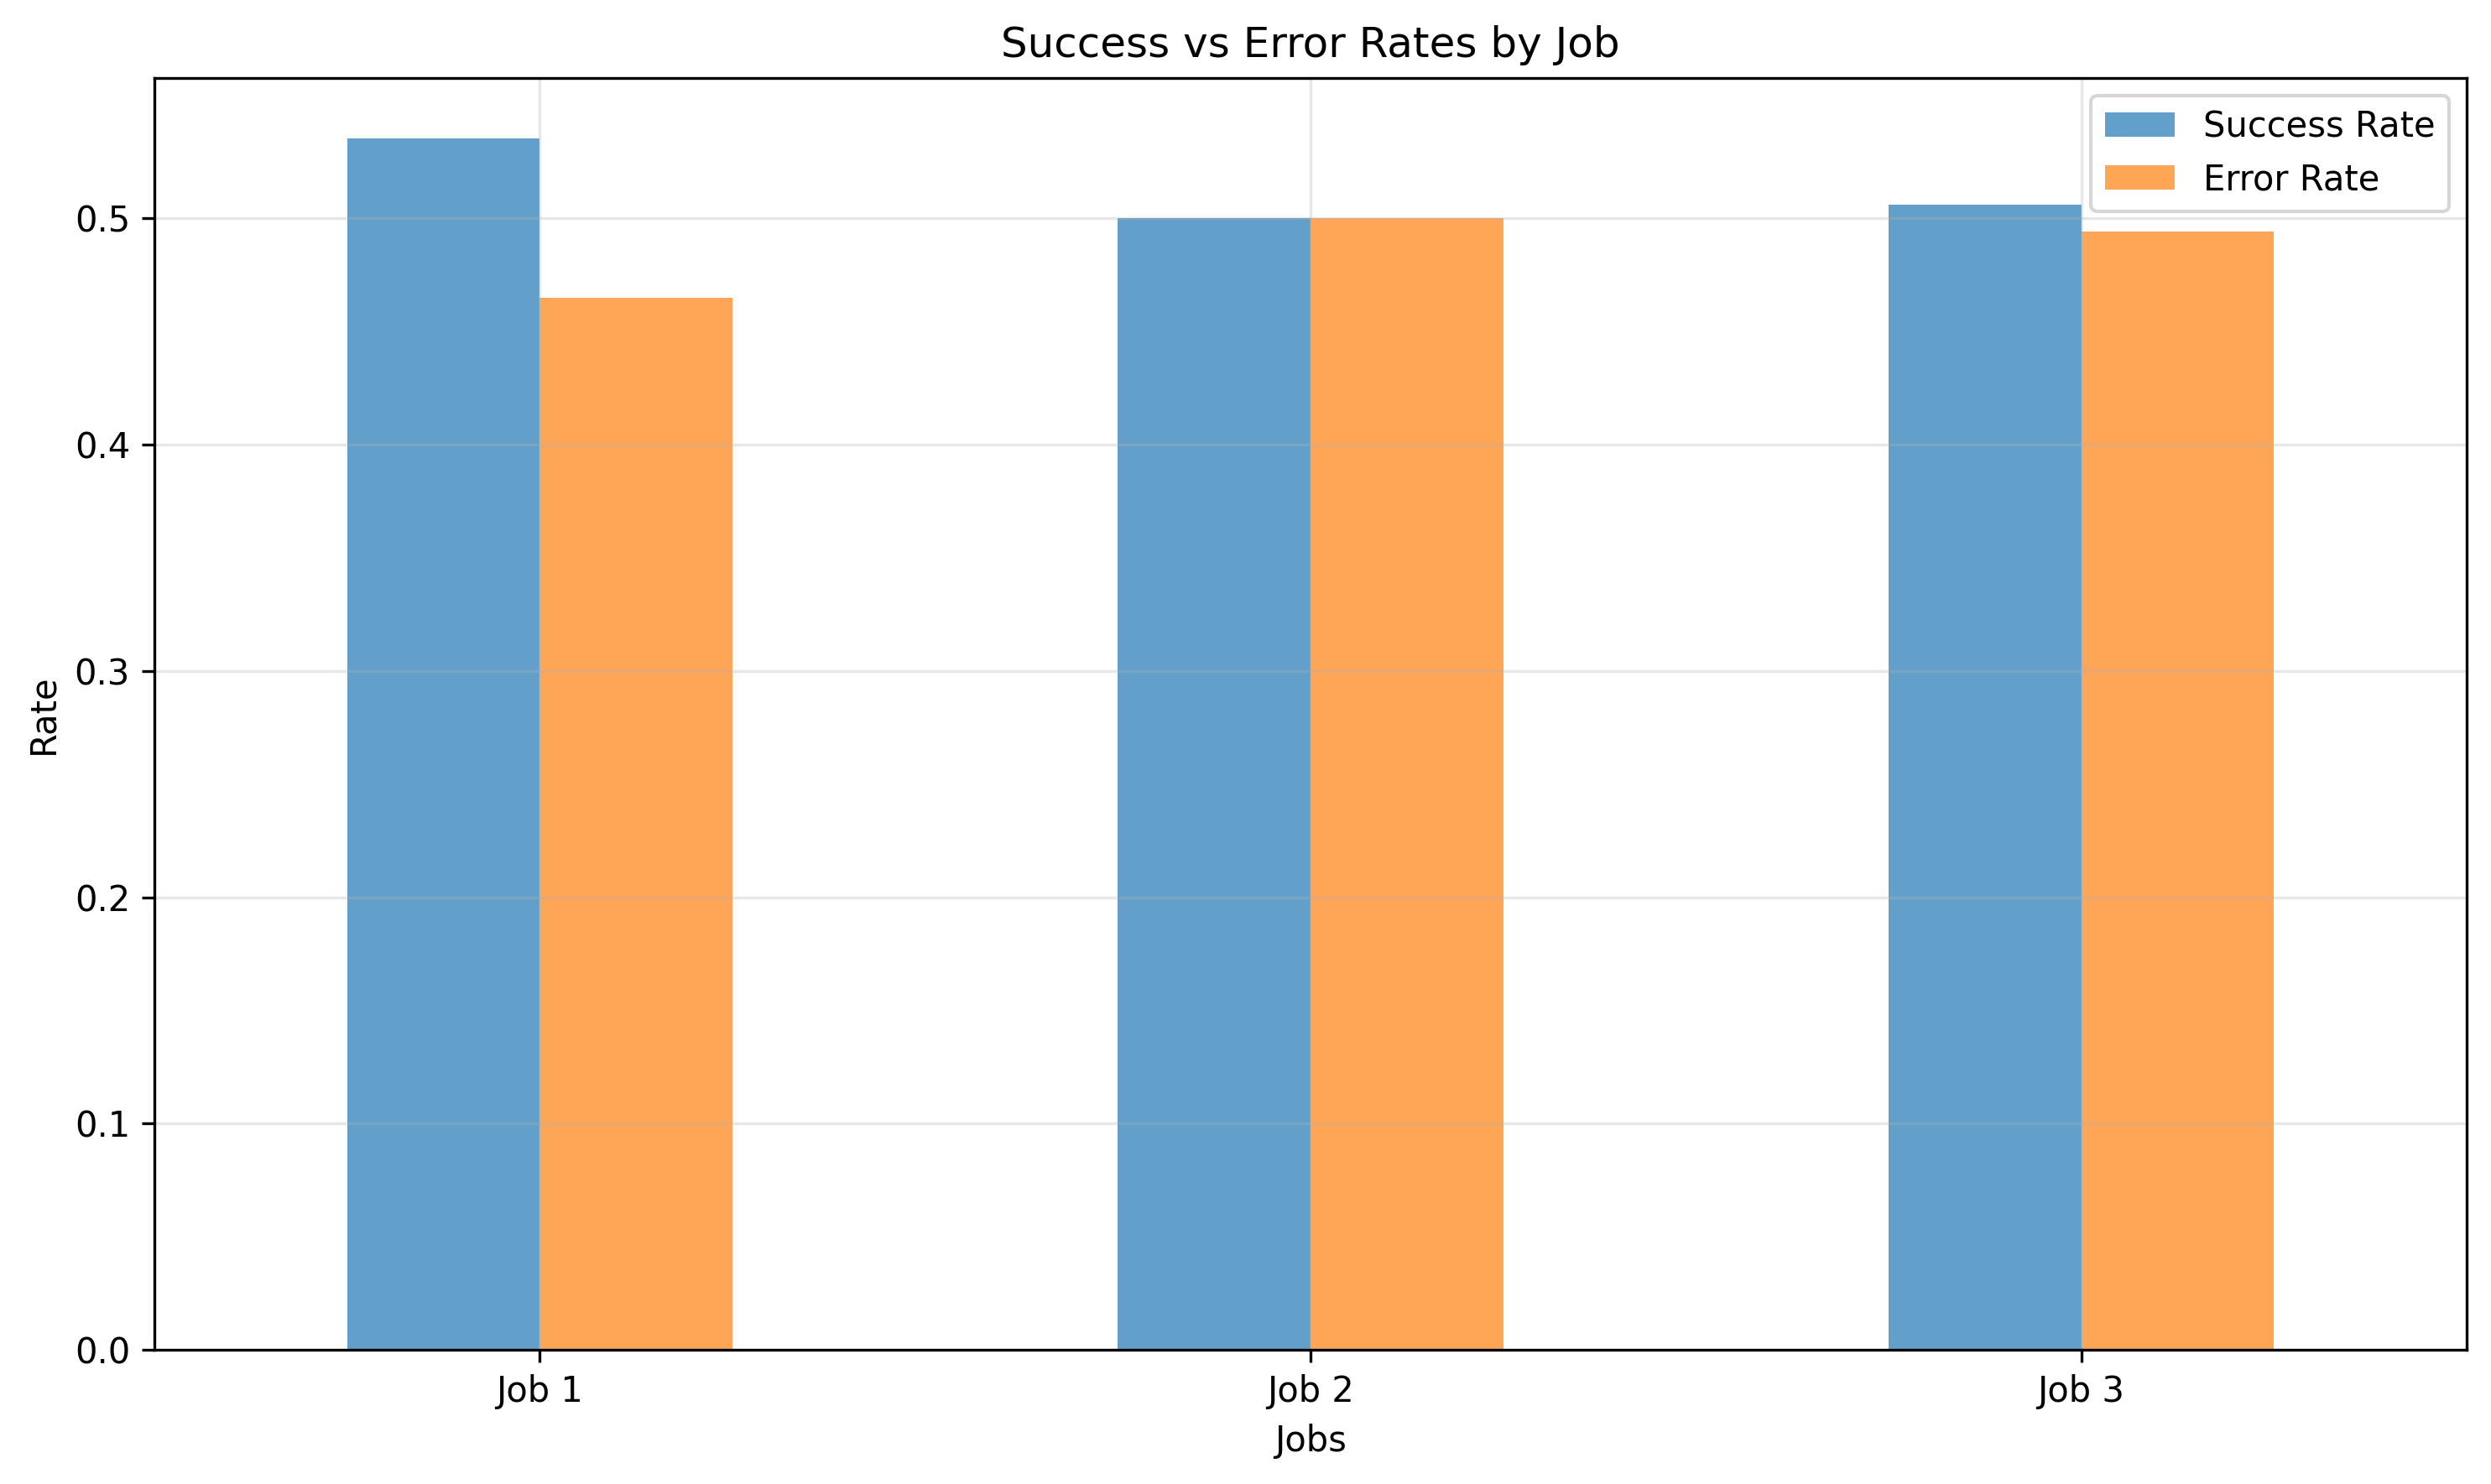 Success vs Error Rates by Job
Success Rate
Error Rate
0.5
0.4
0.3
0.2
0.1
0.0
Rate
Job 1
Job 2
Job 3
Jobs